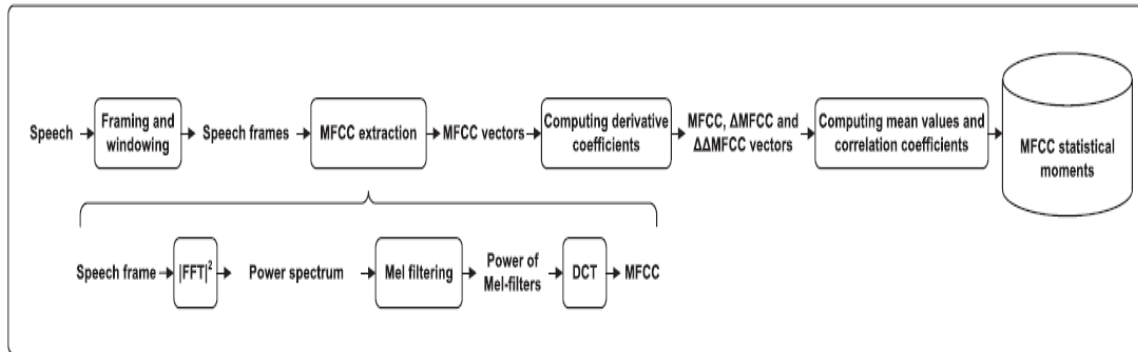 Speech
Framing and
windowing
Speech frames
MFCC extraction
MFCC vectors
Computing derivative
coefficients
MFCC, ΔMFCC and
ΔΔMFCC vectors
Computing mean values and
correlation coefficients
MFCC statistical
moments
Speech frame
|FFT|²
Power spectrum
Mel filtering
Power of
Mel-filters
DCT
MFCC